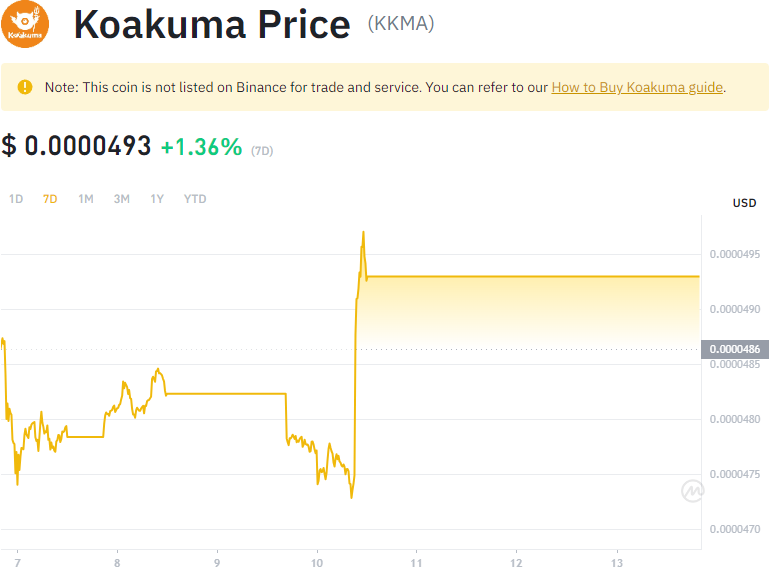 Koakuma
Koakuma Price (KKMA)
Note: This coin is not listed on Binance for trade and service. You can refer to our How to Buy Koakuma guide.
$ 0.0000493 +1.36% (7D)
1D 7D 1M 3M 1Y YTD
USD
0.0000495
0.0000490
0.0000486
0.0000485
0.0000480
0.0000475
0.0000470
7 8 9 10 11 12 13